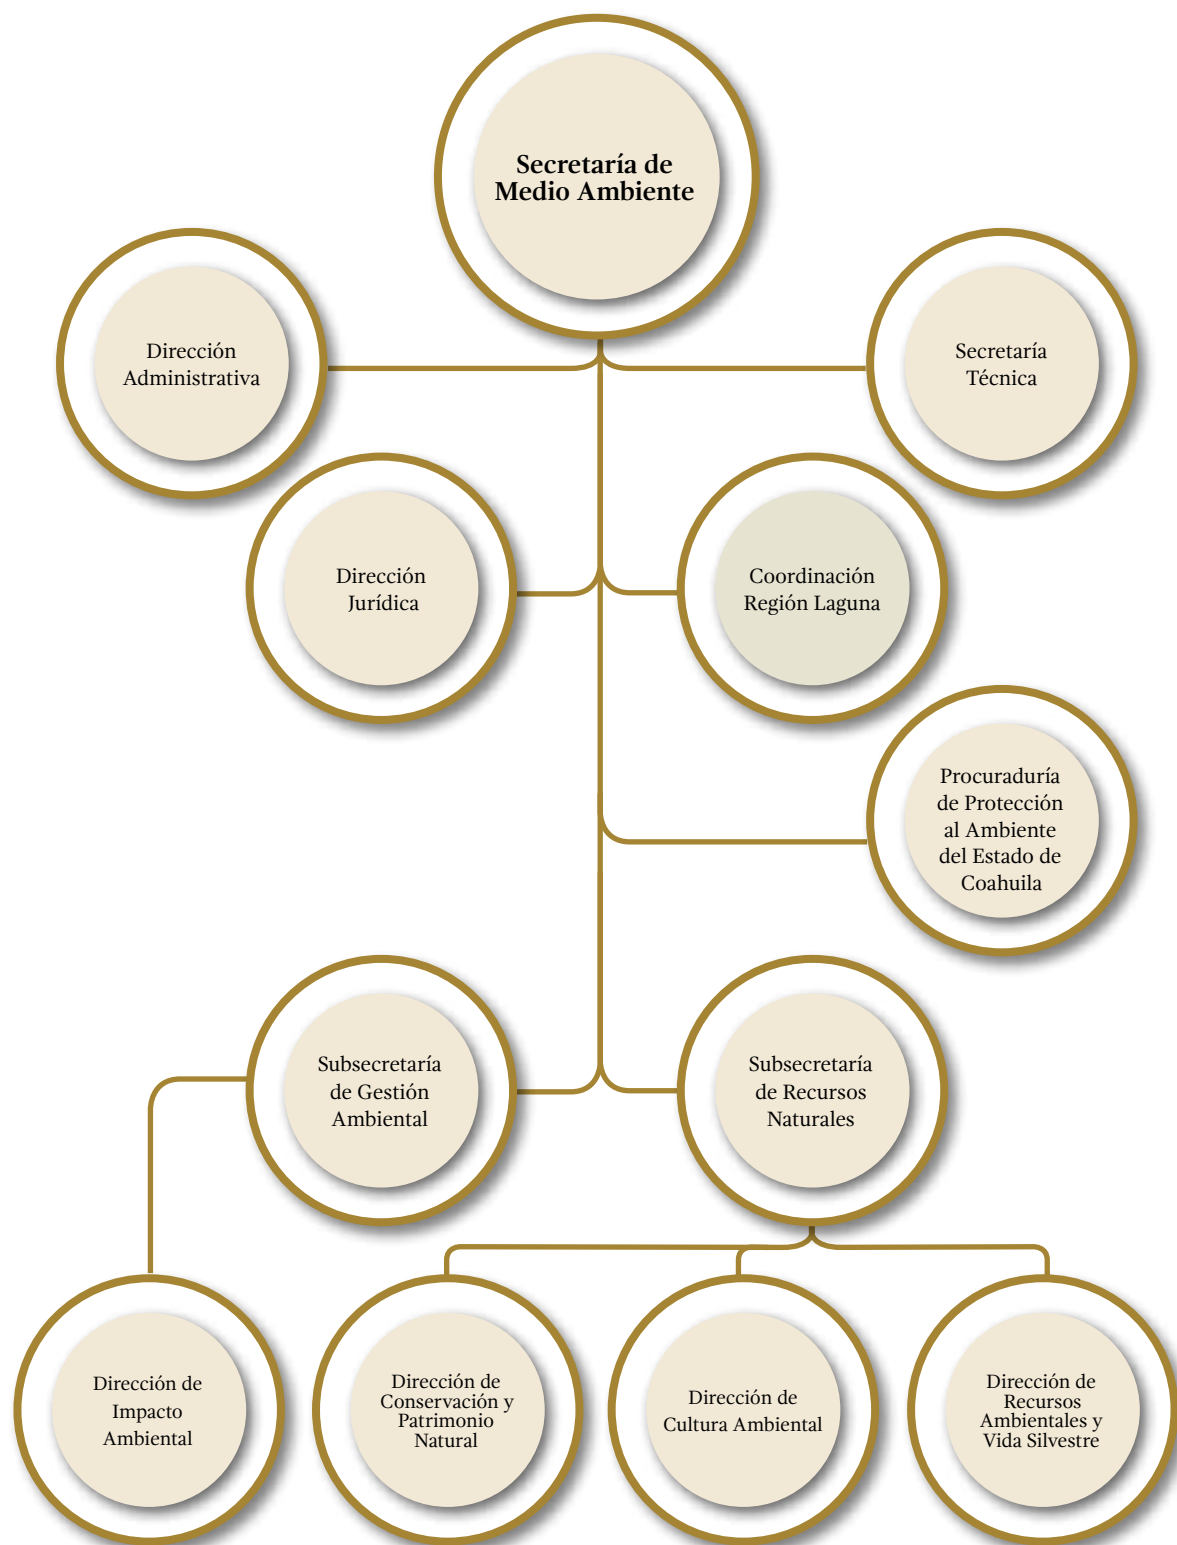 Secretaría de
Medio Ambiente
Dirección
Administrativa
Secretaría
Técnica
Dirección
Jurídica
Coordinación
Región Laguna
Procuraduría
de Protección
al Ambiente
del Estado de
Coahuila
Subsecretaría
de Gestión
Ambiental
Subsecretaría
de Recursos
Naturales
Dirección de
Impacto
Ambiental
Dirección de
Conservación y
Patrimonio
Natural
Dirección de
Cultura Ambiental
Dirección de
Recursos
Ambientales y
Vida Silvestre